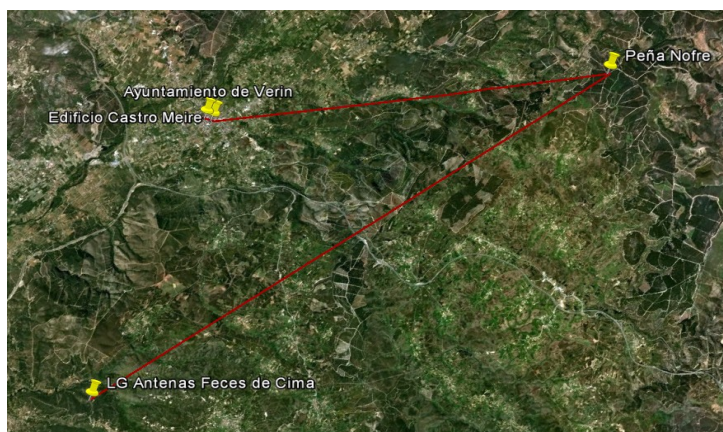 Peña Nofre
Ayuntamiento de Verin
Edificio Castro Meire
LG Antenas Feces de Cima